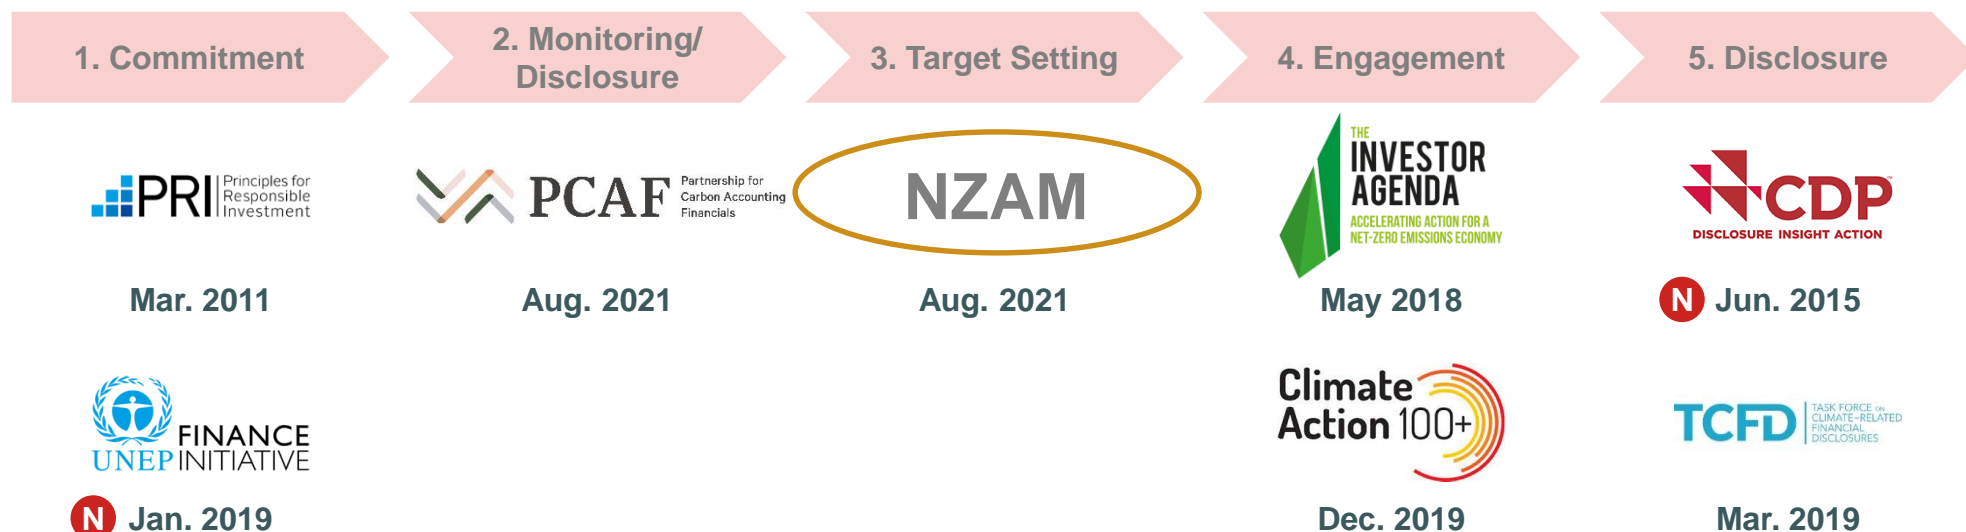 1. Commitment
2. Monitoring/
Disclosure
3. Target Setting
4. Engagement
5. Disclosure
PRI Principles for
Responsible
Investment
Mar. 2011
UNEP FINANCE
INITIATIVE
N Jan. 2019
PCAF Partnership for
Carbon Accounting
Financials
Aug. 2021
NZAM
Aug. 2021
THE
INVESTOR
AGENDA
ACCELERATING ACTION FOR A
NET-ZERO EMISSIONS ECONOMY
May 2018
Climate
Action 100+
Dec. 2019
CDP
DISCLOSURE INSIGHT ACTION
N Jun. 2015
TCFD TASK FORCE ON
CLIMATE-RELATED
FINANCIAL
DISCLOSURES
Mar. 2019